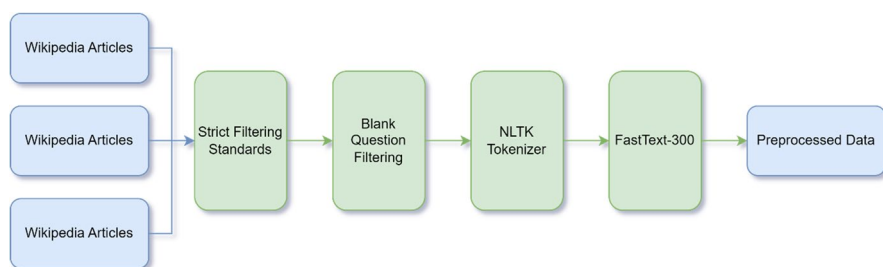 Wikipedia Articles
Wikipedia Articles
Wikipedia Articles
Strict Filtering
Standards
Blank
Question
Filtering
NLTK
Tokenizer
FastText-300
Preprocessed Data